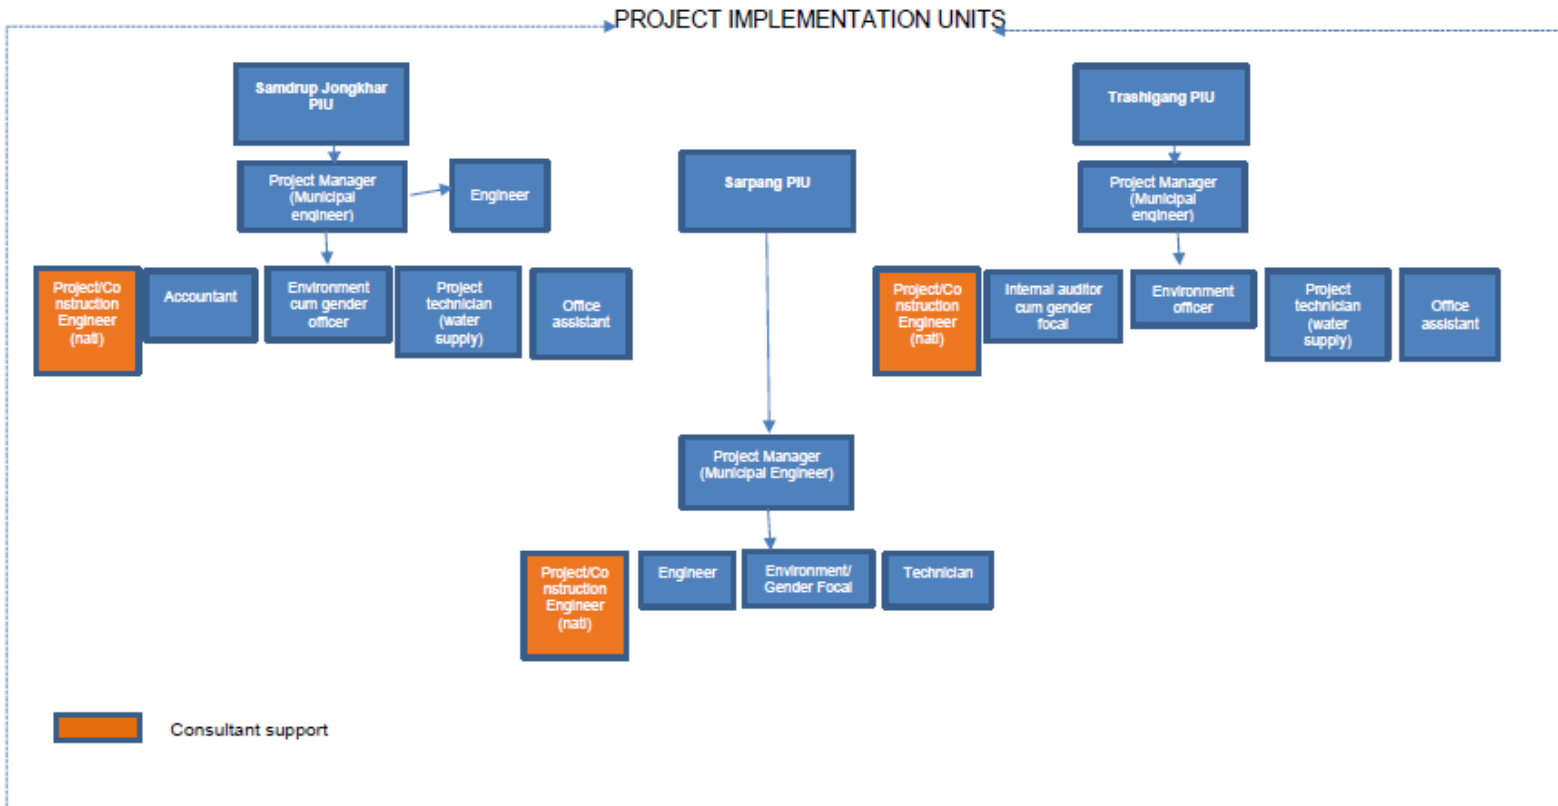 PROJECT IMPLEMENTATION UNITS
Samdrup Jongkhar
PIU
Project Manager
(Municipal
engineer)
Engineer
Project/Co
nstruction
Engineer
(natl)
Accountant
Environment
cum gender
officer
Project
technician
(water
supply)
Office
assistant
Sarpang PIU
Project Manager
(Municipal Engineer)
Project/Co
nstruction
Engineer
(natl)
Engineer
Environment/
Gender Focal
Technician
Trashigang PIU
Project Manager
(Municipal
engineer)
Project/Co
nstruction
Engineer
(natl)
Internal auditor
cum gender
focal
Environment
officer
Project
technician
(water
supply)
Office
assistant
Consultant support